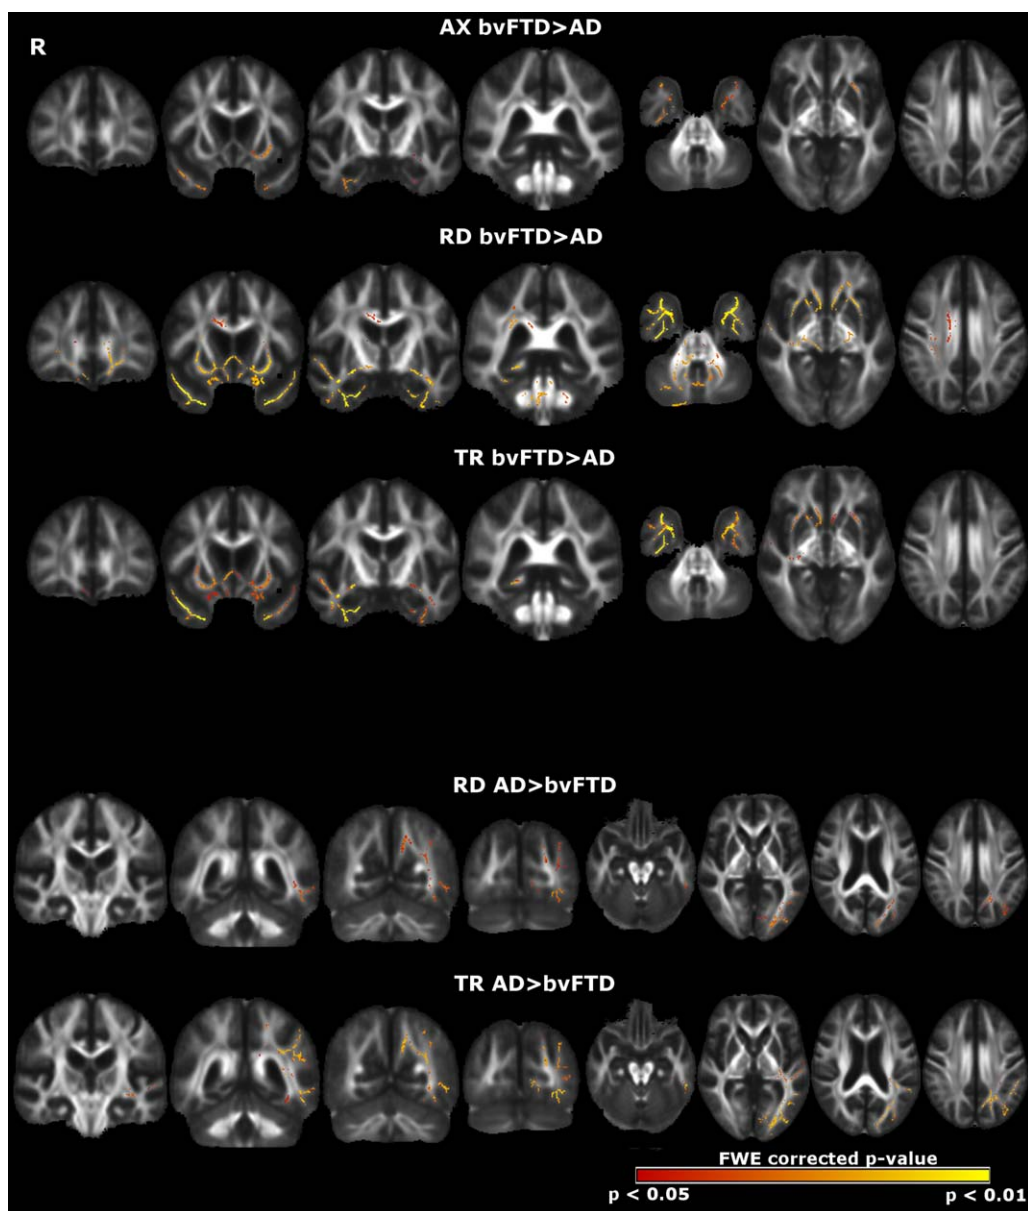 AX bvFTD>AD
R
RD bvFTD>AD
TR bvFTD>AD
RD AD>bvFTD
TR AD>bvFTD
FWE corrected p-value
p < 0.05
p < 0.01